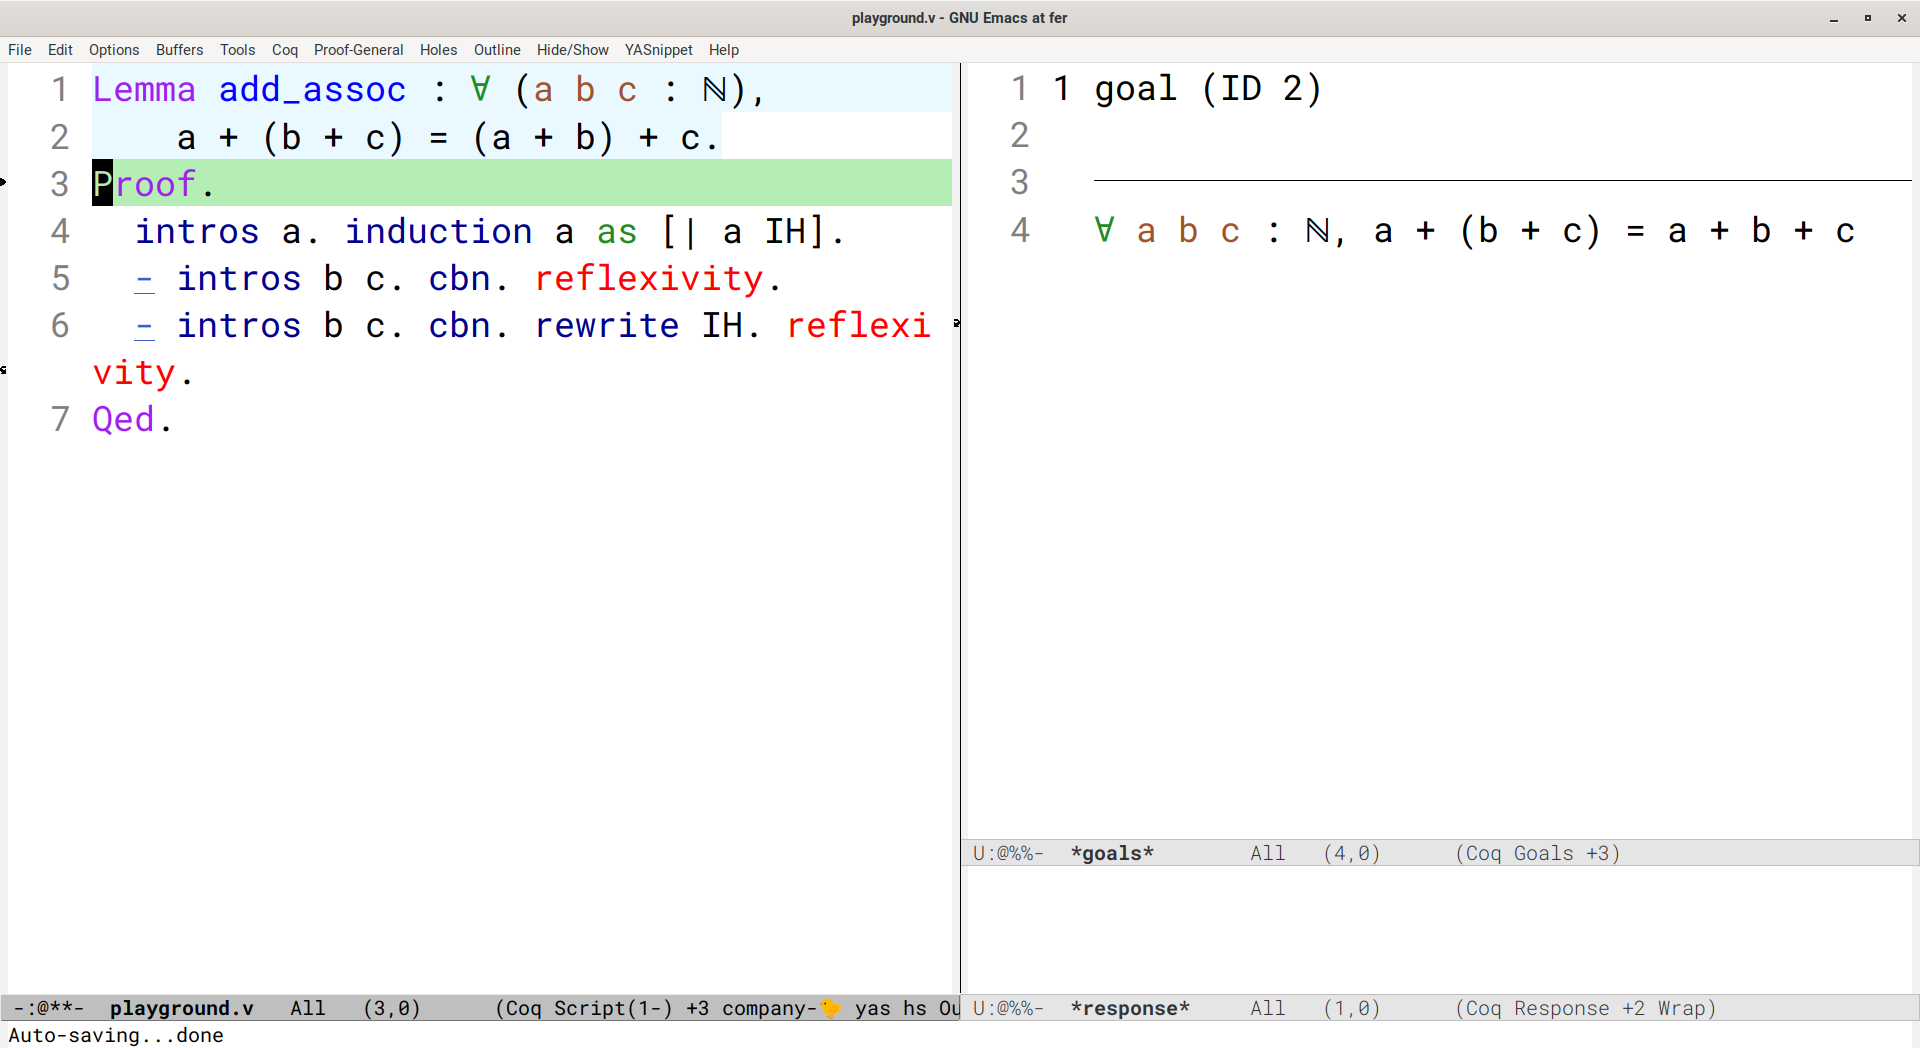 playground.v - GNU Emacs at fer
File Edit Options Buffers Tools Coq Proof-General Holes Outline Hide/Show YASnippet Help
1 Lemma add_assoc : ∀ (a b c : ℕ),
2     a + (b + c) = (a + b) + c.
3 Proof.
4   intros a. induction a as [| a IH].
5   - intros b c. cbn. reflexivity.
6   - intros b c. cbn. rewrite IH. reflexi
vity.
7 Qed.
-:@**-  playground.v   All   (3,0)      (Coq Script(1-) +3 company-🐤 yas hs Ou
Auto-saving...done
1 1 goal (ID 2)
2
3
4   ∀ a b c : ℕ, a + (b + c) = a + b + c
U:@%%-  *goals*        All   (4,0)      (Coq Goals +3)
U:@%%-  *response*     All   (1,0)      (Coq Response +2 Wrap)